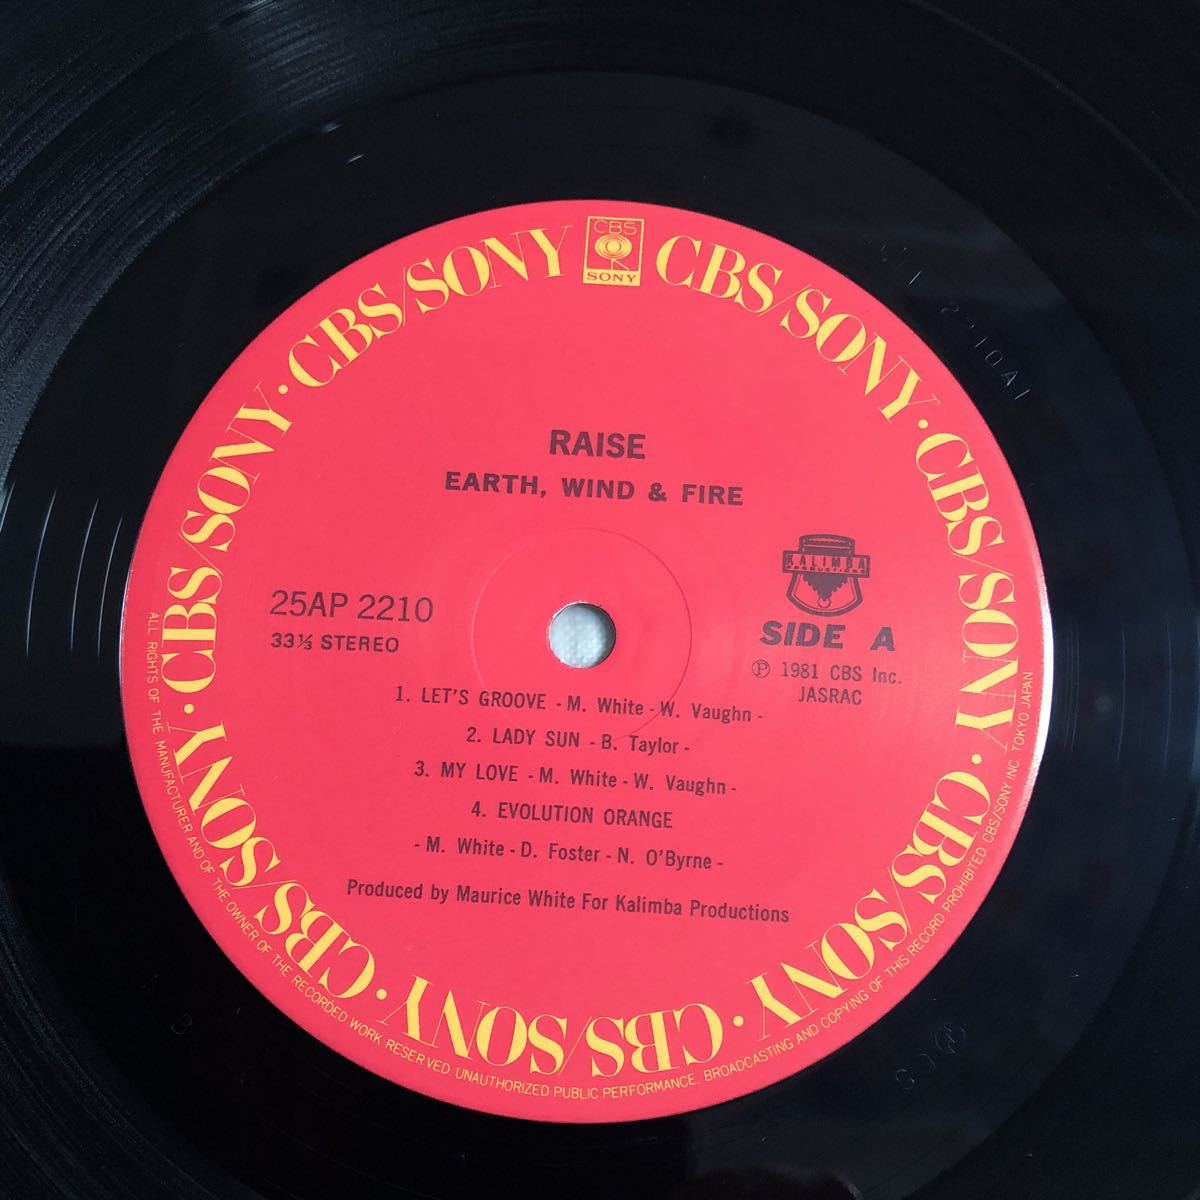 CBS
SONY
CBS/SONY · CBS/SONY · CBS/SONY · CBS/SONY · CBS/SONY · CBS/SONY · CBS/SONY · CBS/SONY
RAISE
EARTH, WIND & FIRE
KALIMBA
PRODUCTIONS
25AP 2210
33⅓ STEREO
SIDE A
℗ 1981 CBS Inc.
JASRAC
1. LET'S GROOVE - M. White - W. Vaughn -
2. LADY SUN - B. Taylor -
3. MY LOVE - M. White - W. Vaughn -
4. EVOLUTION ORANGE
- M. White - D. Foster - N. O'Byrne -
Produced by Maurice White For Kalimba Productions
ALL RIGHTS OF THE MANUFACTURER AND OF THE OWNER OF THE RECORDED WORK RESERVED. UNAUTHORIZED PUBLIC PERFORMANCE, BROADCASTING AND COPYING OF THIS RECORD PROHIBITED CBS/SONY INC. TOKYO JAPAN